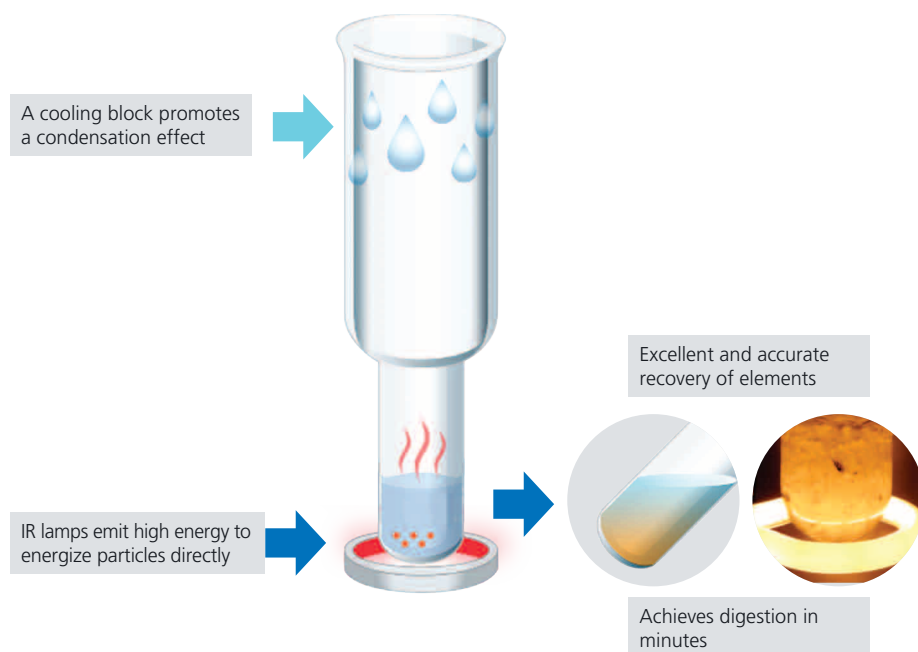 A cooling block promotes
a condensation effect
Excellent and accurate
recovery of elements
IR lamps emit high energy to
energize particles directly
Achieves digestion in
minutes